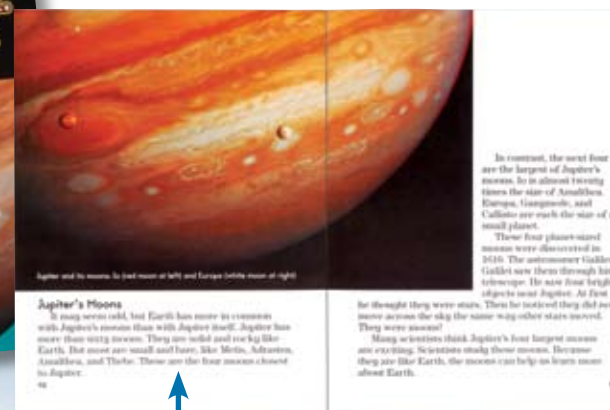 Jupiter and its moons: Io (red moon at left) and Europa (white moon at right)
Jupiter's Moons
It may seem odd, but Earth has more in common
with Jupiter's moons than with Jupiter itself. Jupiter has
more than sixty moons. They are solid and rocky like
Earth. But most are small and bare, like Metis, Adrastea,
Amalthea, and Thebe. These are the four moons closest
to Jupiter.
In contrast, the next four
are the largest of Jupiter's
moons. Io is almost twenty
times the size of Amalthea.
Europa, Ganymede, and
Callisto are each the size of a
small planet.
These four planet-sized
moons were discovered in
1610. The astronomer Galileo
Galilei saw them through his
telescope. He saw four bright
objects near Jupiter. At first
he thought they were stars. Then he noticed they did not
move across the sky the same way other stars moved.
They were moons!
Many scientists think Jupiter's four largest moons
are exciting. Scientists study these moons. Because
they are like Earth, the moons can help us learn more
about Earth.